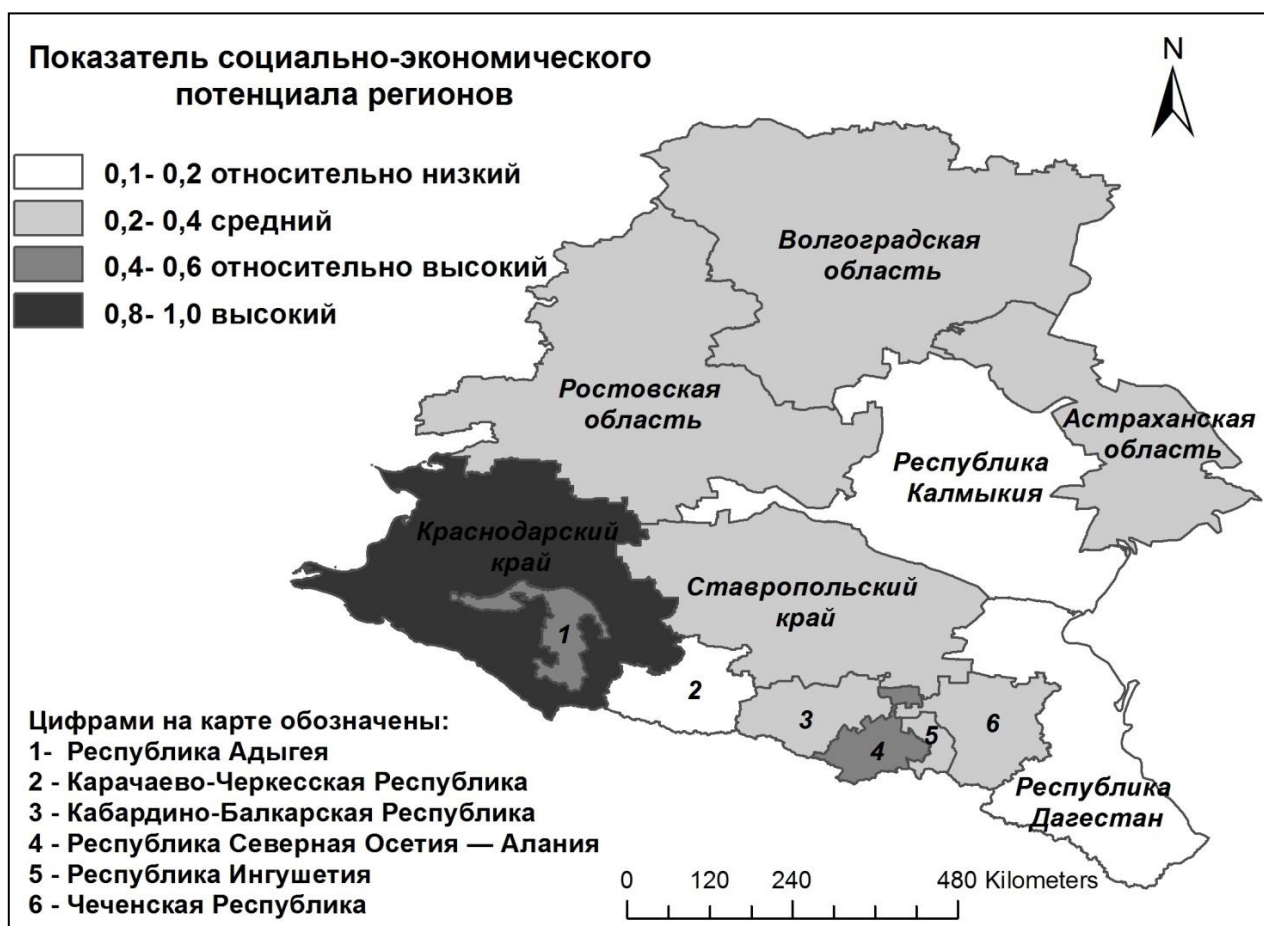 Показатель социально-экономического
потенциала регионов
N
0,1- 0,2 относительно низкий
0,2- 0,4 средний
0,4- 0,6 относительно высокий
0,8- 1,0 высокий
Волгоградская
область
Ростовская
область
Астраханская
область
Республика
Калмыкия
Краснодарский
край
Ставропольский
край
1
2
3
4
5
6
Республика
Дагестан
Цифрами на карте обозначены:
1- Республика Адыгея
2 - Карачаево-Черкесская Республика
3 - Кабардино-Балкарская Республика
4 - Республика Северная Осетия — Алания
5 - Республика Ингушетия
6 - Чеченская Республика
0 120 240 480 Kilometers